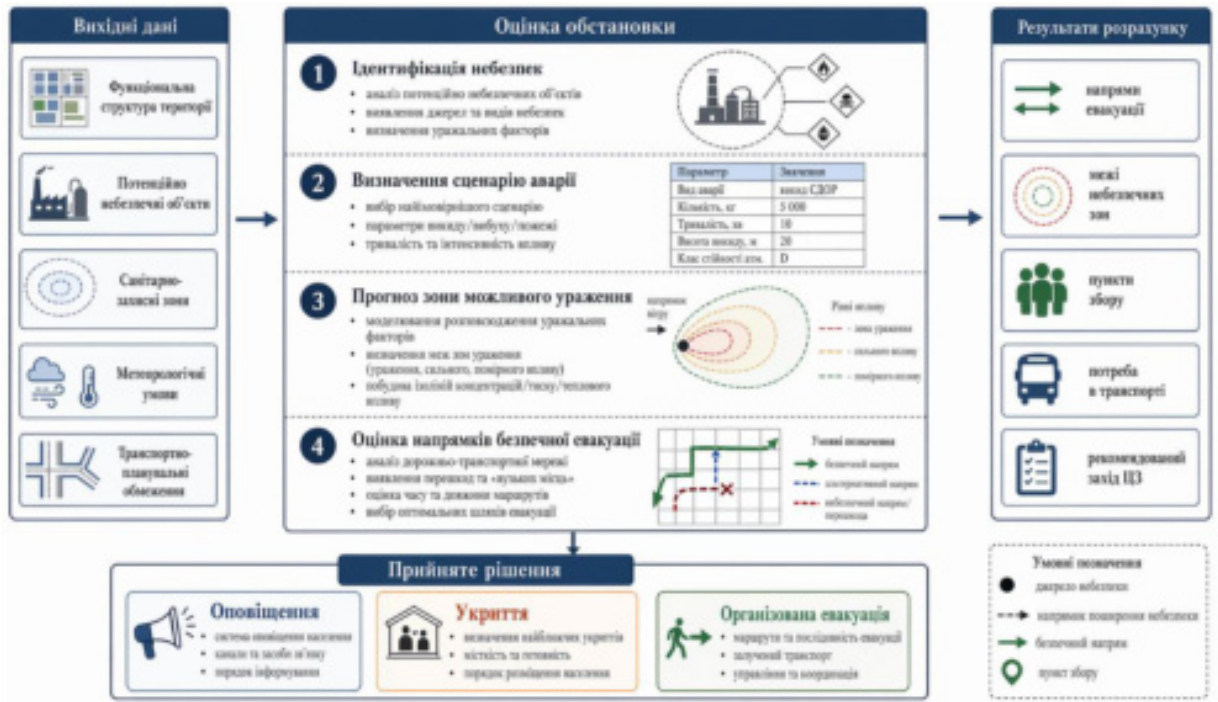 Вихідні дані
Функціональна
структура території
Потенційно
небезпечні об'єкти
Санітарно-
захисні зони
Метеорологічні
умови
Транспортно-
планувальні
обмеження
Оцінка обстановки
1
Ідентифікація небезпек
• аналіз потенційно небезпечних об'єктів
• виявлення джерел та видів небезпек
• визначення уражальних факторів
2
Визначення сценарію аварії
• вибір найімовірнішого сценарію
• параметри викиду/вибуху/пожежі
• тривалість та інтенсивність впливу
Параметр Значення
Вид аварії викид СДОР
Кількість, кг 5 000
Тривалість, хв 10
Висота викиду, м 20
Клас стійкості атм. D
3
Прогноз зони можливого ураження
• моделювання розповсюдження уражальних
факторів
• визначення меж зон ураження
(ураження, сильного, помірного впливу)
• побудова ізоліній концентрацій/тиску/теплового
впливу
напрямок
вітру
Рівні впливу
- зона ураження
- сильного впливу
- помірного впливу
4
Оцінка напрямків безпечної евакуації
• аналіз дорожньо-транспортної мережі
• виявлення перешкод та «вузьких місць»
• оцінка часу та довжини маршрутів
• вибір оптимальних шляхів евакуації
Умовні позначення
безпечний напрям
альтернативний напрям
небезпечний напрям/
перешкода
Результати розрахунку
напрями
евакуації
межі
небезпечних
зон
пункти
збору
потреба
в транспорті
рекомендований
захід ЦЗ
Прийняте рішення
Оповіщення
• система оповіщення населення
• канали та засоби зв'язку
• порядок інформування
Укриття
• визначення найближчих укриттів
• місткість та готовність
• порядок розміщення населення
Організована евакуація
• маршрути та послідовність евакуації
• залучений транспорт
• управління та координація
Умовні позначення
джерело небезпеки
напрямок поширення небезпеки
безпечний напрям
пункт збору